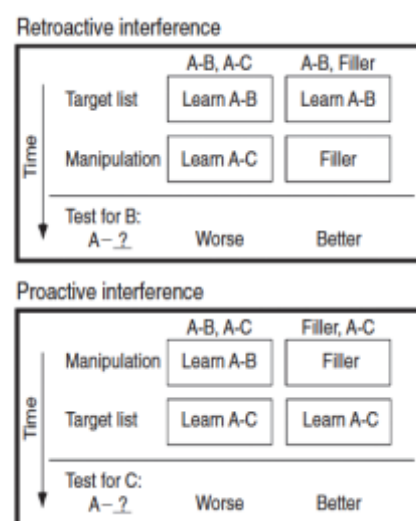 Retroactive interference
A-B, A-C A-B, Filler
Target list Learn A-B Learn A-B
Manipulation Learn A-C Filler
Time
Test for B:
A–? Worse Better
Proactive interference
A-B, A-C Filler, A-C
Manipulation Learn A-B Filler
Target list Learn A-C Learn A-C
Time
Test for C:
A–? Worse Better